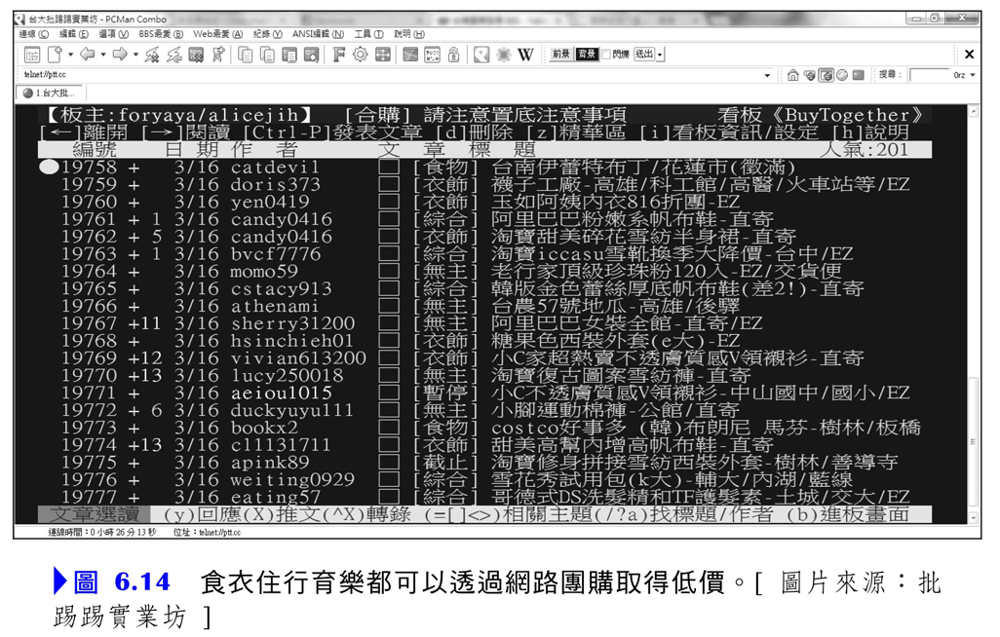 台大批踢踢實業坊 - PCMan Combo
連線(C) 編輯(E) 選項(V) BBS最愛(B) Web最愛(A) 紀錄(Y) ANSI編輯(N) 工具(T) 說明(H)
F W 前景 背景 閃爍 送出
telnet://ptt.cc 搜尋: Orz
1.台大批...
【板主:foryaya/alicejih】 [合購] 請注意置底注意事項 看板《BuyTogether》
[←]離開 [→]閱讀 [Ctrl-P]發表文章 [d]刪除 [z]精華區 [i]看板資訊/設定 [h]說明
編號 日 期 作 者 文 章 標 題 人氣:201
●19758 + 3/16 catdevil □ [食物] 台南伊蕾特布丁/花蓮市(徵滿)
19759 + 3/16 doris373 □ [衣飾] 襪子工廠-高雄/科工館/高醫/火車站等/EZ
19760 + 3/16 yen0419 □ [衣飾] 玉如阿姨內衣816折團-EZ
19761 + 1 3/16 candy0416 □ [綜合] 阿里巴巴粉嫩系帆布鞋-直寄
19762 + 5 3/16 candy0416 □ [衣飾] 淘寶甜美碎花雪紡半身裙-直寄
19763 + 1 3/16 bvcf7776 □ [綜合] 淘寶iccasu雪靴換季大降價-台中/EZ
19764 + 3/16 momo59 □ [無主] 老行家頂級珍珠粉120入-EZ/交貨便
19765 + 3/16 cstacy913 □ [綜合] 韓版金色蕾絲厚底帆布鞋(差2!)-直寄
19766 + 3/16 athenami □ [無主] 台農57號地瓜-高雄/後驛
19767 +11 3/16 sherry31200 □ [無主] 阿里巴巴女裝全館-直寄/EZ
19768 + 3/16 hsinchieh01 □ [衣飾] 糖果色西裝外套(e大)-EZ
19769 +12 3/16 vivian613200 □ [衣飾] 小C家超熱賣不透膚質感V領襯衫-直寄
19770 +13 3/16 lucy250018 □ [無主] 淘寶復古圖案雪紡褲-直寄
19771 + 3/16 aeiou1015 □ [暫停] 小C不透膚質感V領襯衫-中山國中/國小/EZ
19772 + 6 3/16 duckyuyu111 □ [無主] 小腳運動棉褲-公館/直寄
19773 + 3/16 bookx2 □ [食物] costco好事多 (韓)布朗尼 馬芬-樹林/板橋
19774 +13 3/16 c11131711 □ [衣飾] 甜美高幫內增高帆布鞋-直寄
19775 + 3/16 apink89 □ [截止] 淘寶修身拼接雪紡西裝外套-樹林/善導寺
19776 + 3/16 weiting0929 □ [綜合] 雪花秀試用包(k大)-輔大/內湖/藍線
19777 + 3/16 eating57 □ [綜合] 哥德式DS洗髮精和TF護髮素-土城/交大/EZ
文章選讀 (y)回應(X)推文(^X)轉錄 (=[]<>)相關主題(/?a)找標題/作者 (b)進板畫面
連線時間:0 小時 26 分 13 秒 位址:telnet://ptt.cc
圖 6.14 食衣住行育樂都可以透過網路團購取得低價。[ 圖片來源：批
踢踢實業坊 ]